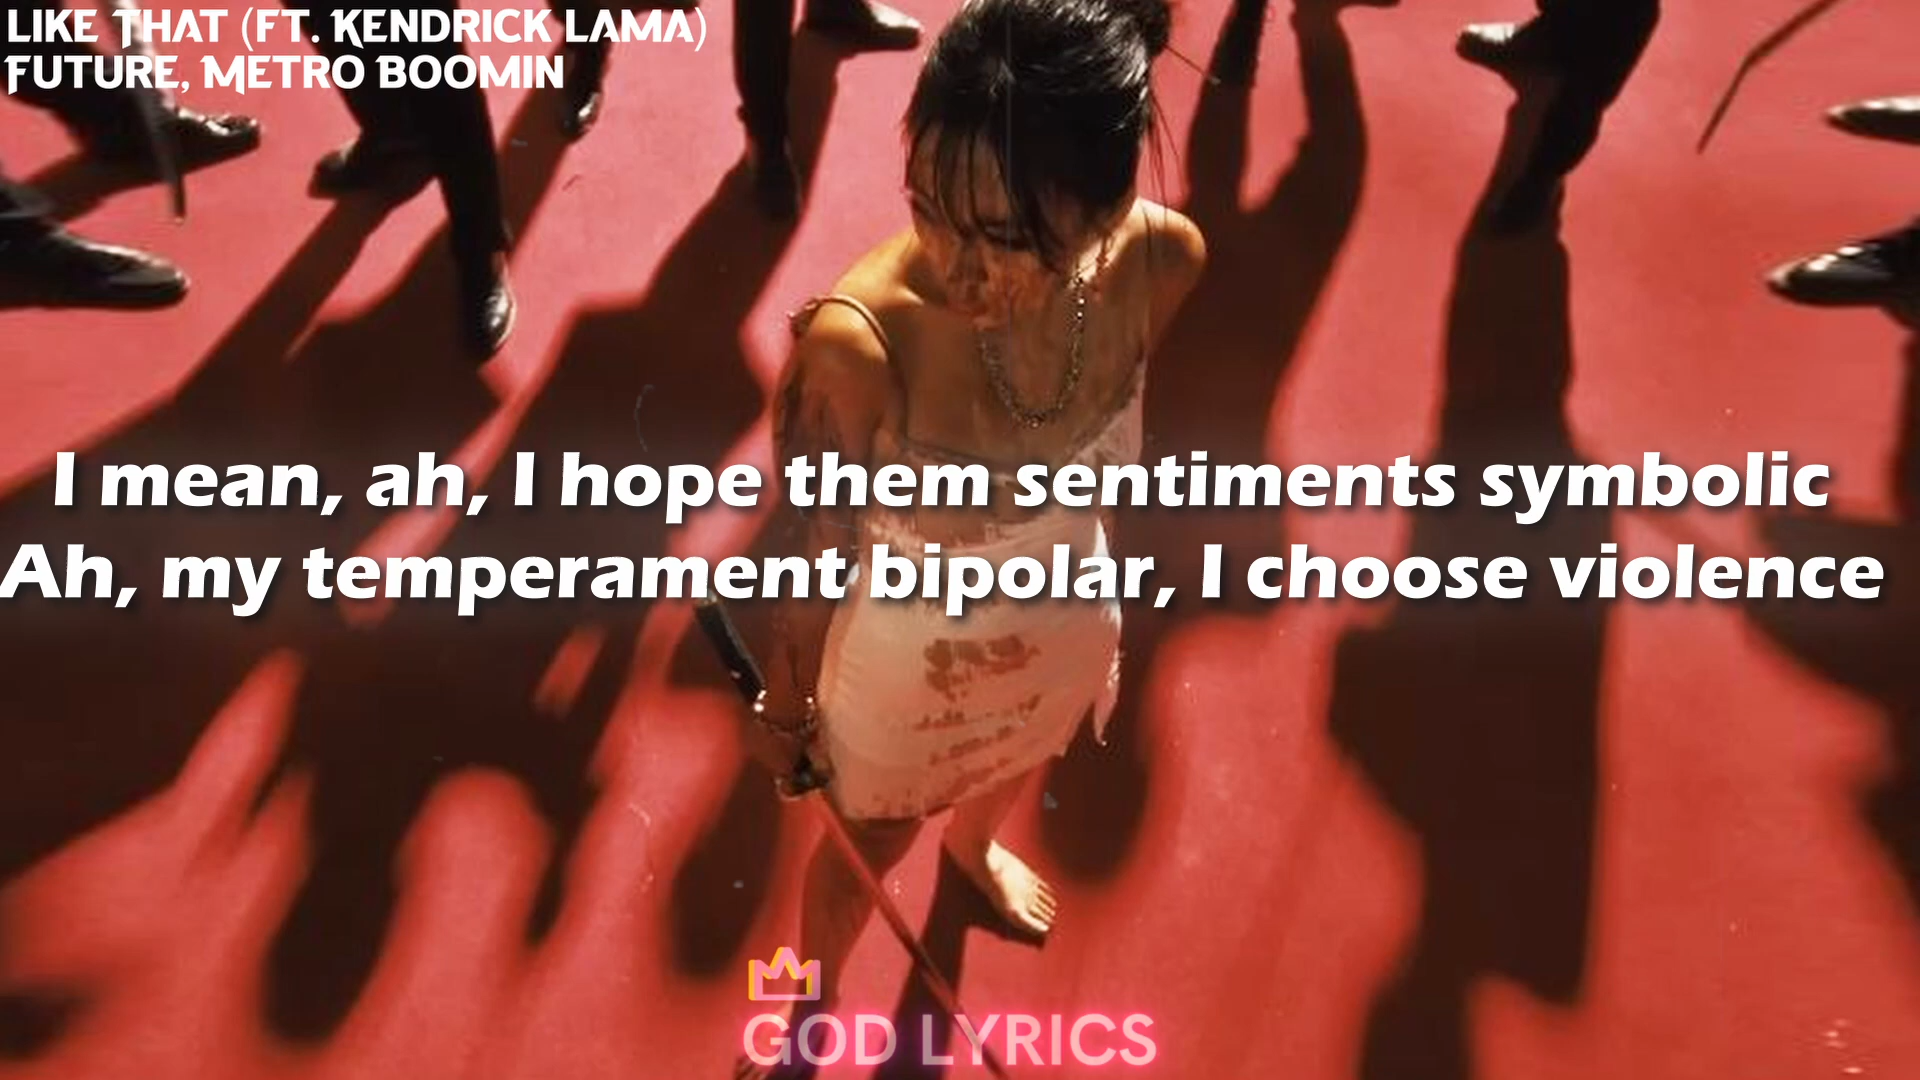 LIKE THAT (FT. KENDRICK LAMA)
FUTURE, METRO BOOMIN
I mean, ah, I hope them sentiments symbolic
Ah, my temperament bipolar, I choose violence
GOD LYRICS